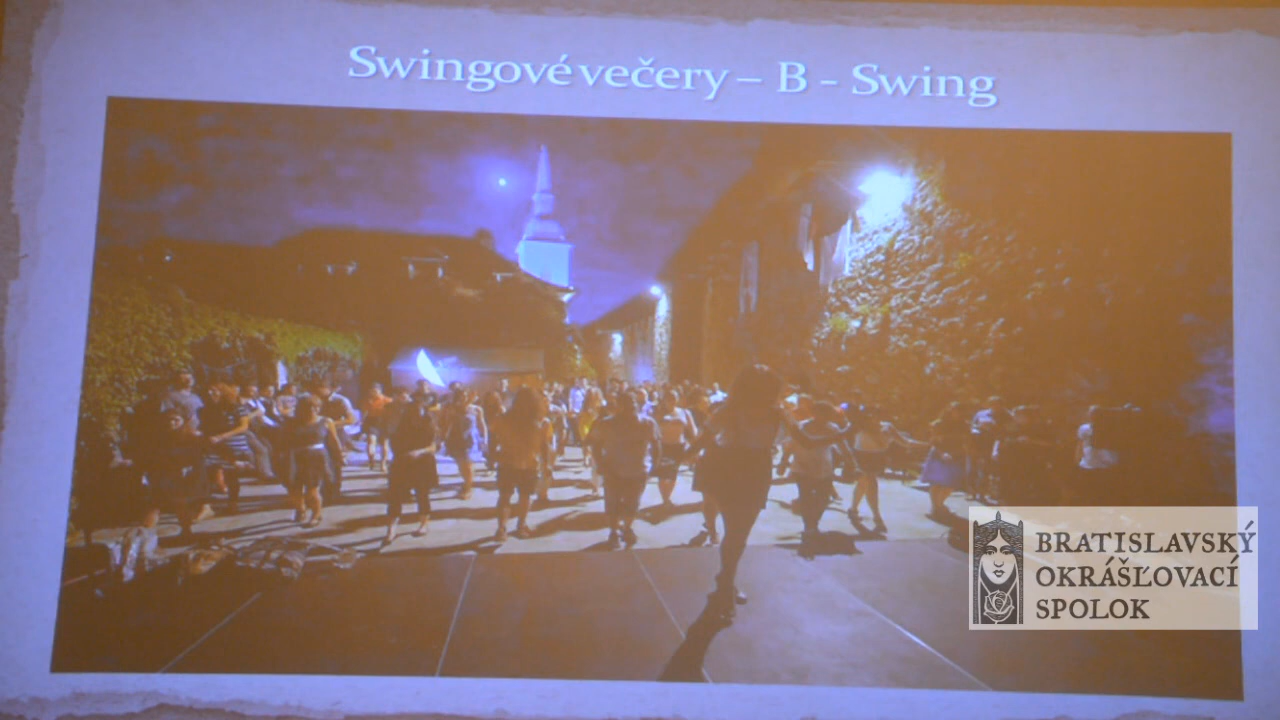 Swingové večery – B - Swing
BRATISLAVSKÝ
OKRÁŠĽOVACÍ
SPOLOK